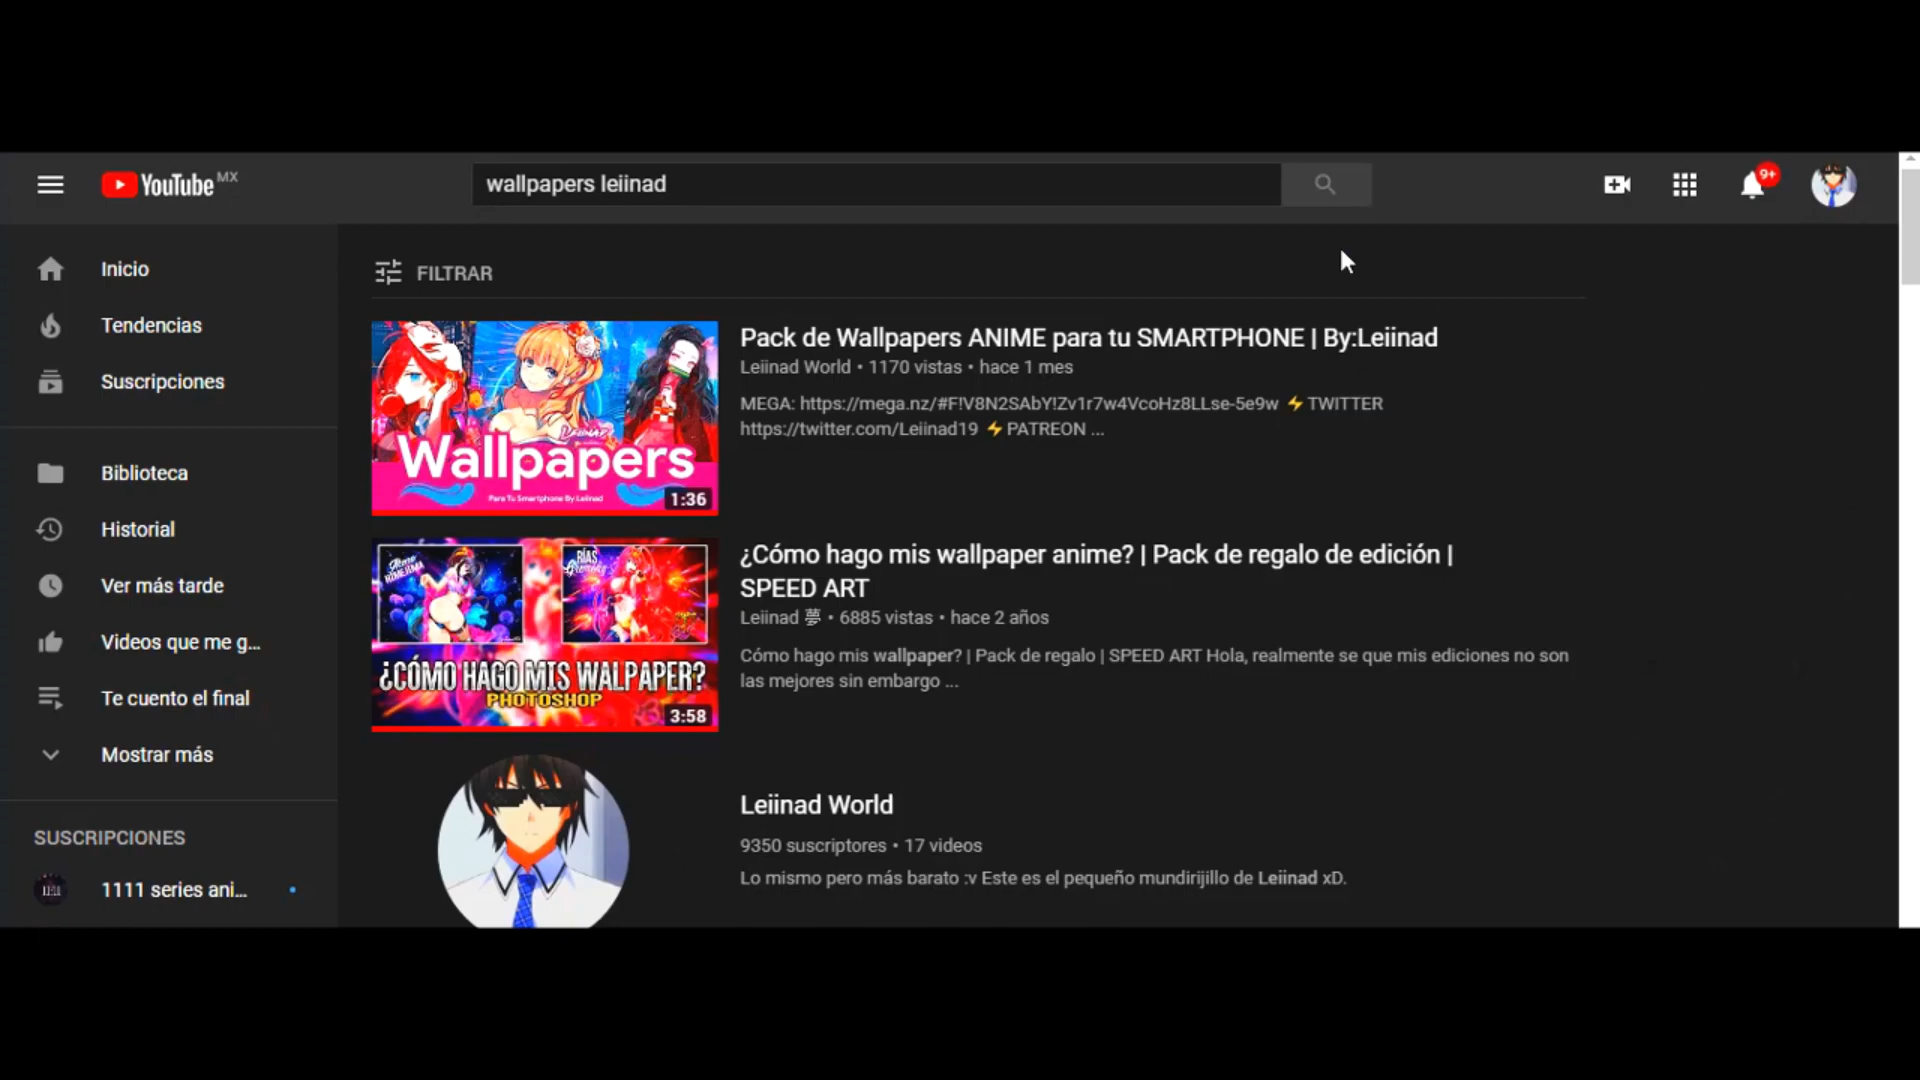 YouTube MX
wallpapers leiinad
9+
Inicio
Tendencias
Suscripciones
Biblioteca
Historial
Ver más tarde
Videos que me g...
Te cuento el final
Mostrar más
SUSCRIPCIONES
1111 series ani...
FILTRAR
LEIINAD
Wallpapers
Para Tu Smartphone By Leiinad
1:36
Pack de Wallpapers ANIME para tu SMARTPHONE | By:Leiinad
Leiinad World • 1170 vistas • hace 1 mes
MEGA: https://mega.nz/#F!V8N2SAbY!Zv1r7w4VcoHz8LLse-5e9w ⚡ TWITTER
https://twitter.com/Leiinad19 ⚡ PATREON ...
RÍAS
¿CÓMO HAGO MIS WALPAPER?
PHOTOSHOP
3:58
¿Cómo hago mis wallpaper anime? | Pack de regalo de edición |
SPEED ART
Leiinad 夢 • 6885 vistas • hace 2 años
Cómo hago mis wallpaper? | Pack de regalo | SPEED ART Hola, realmente se que mis ediciones no son
las mejores sin embargo ...
Leiinad World
9350 suscriptores • 17 videos
Lo mismo pero más barato :v Este es el pequeño mundirijillo de Leiinad xD.